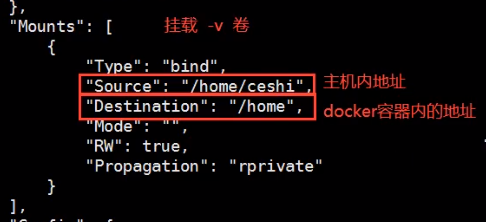 },
"Mounts": [ 挂载 -v 卷
{
"Type": "bind",
"Source": "/home/ceshi", 主机内地址
"Destination": "/home", docker容器内的地址
"Mode": "",
"RW": true,
"Propagation": "rprivate"
}
],